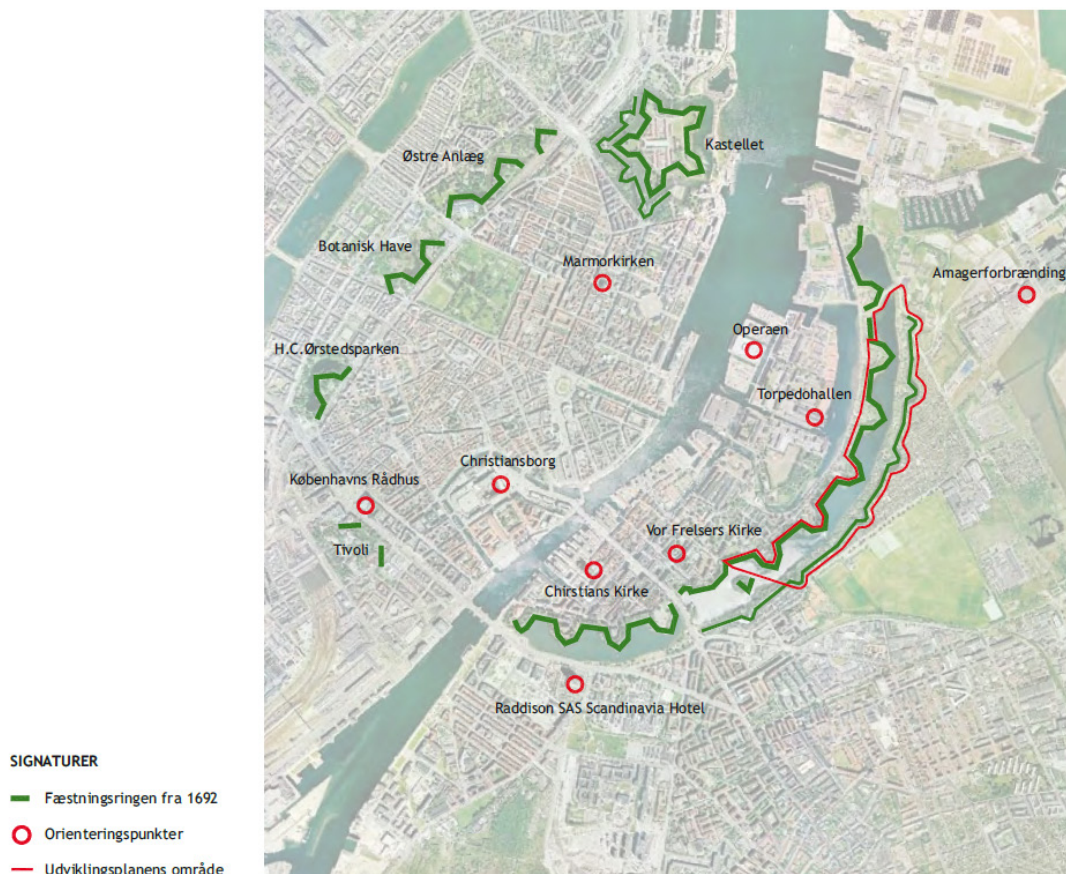 Kastellet
Østre Anlæg
Botanisk Have
Marmorkirken
Amagerforbrænding
Operaen
H.C.Ørstedsparken
Torpedohallen
Christiansborg
Københavns Rådhus
Vor Frelsers Kirke
Tivoli
Chirstians Kirke
Raddison SAS Scandinavia Hotel
SIGNATURER
Fæstningsringen fra 1692
Orienteringspunkter
Udviklingsplanens område